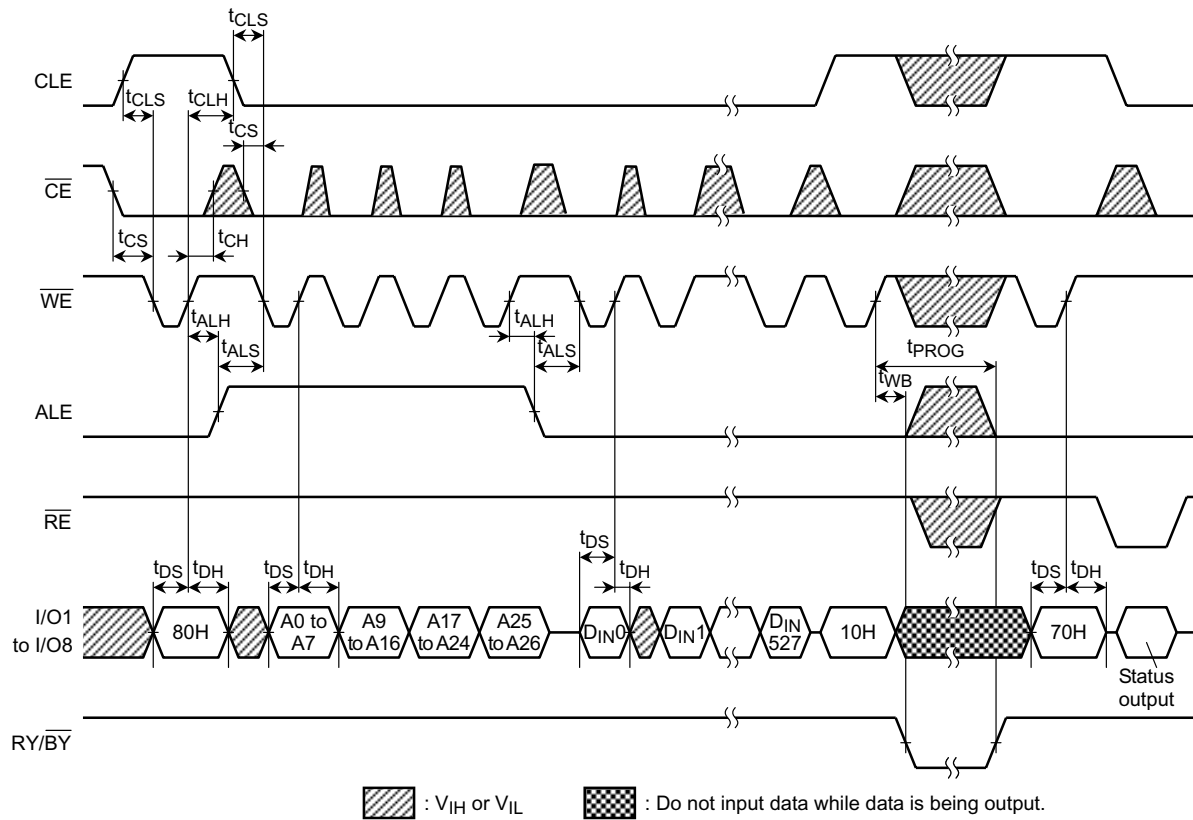 tCLS
CLE
tCLS
tCLH
tCS
CE
tCS
tCH
WE
tALH
tALS
tALH
tALS
tPROG
tWB
ALE
RE
tDS
tDH
tDS
tDH
tDS
tDH
tDS
tDH
I/O1
to I/O8
80H
A0 to
A7
A9
to A16
A17
to A24
A25
to A26
DIN0
DIN1
DIN
527
10H
70H
Status
output
RY/BY
: VIH or VIL
: Do not input data while data is being output.